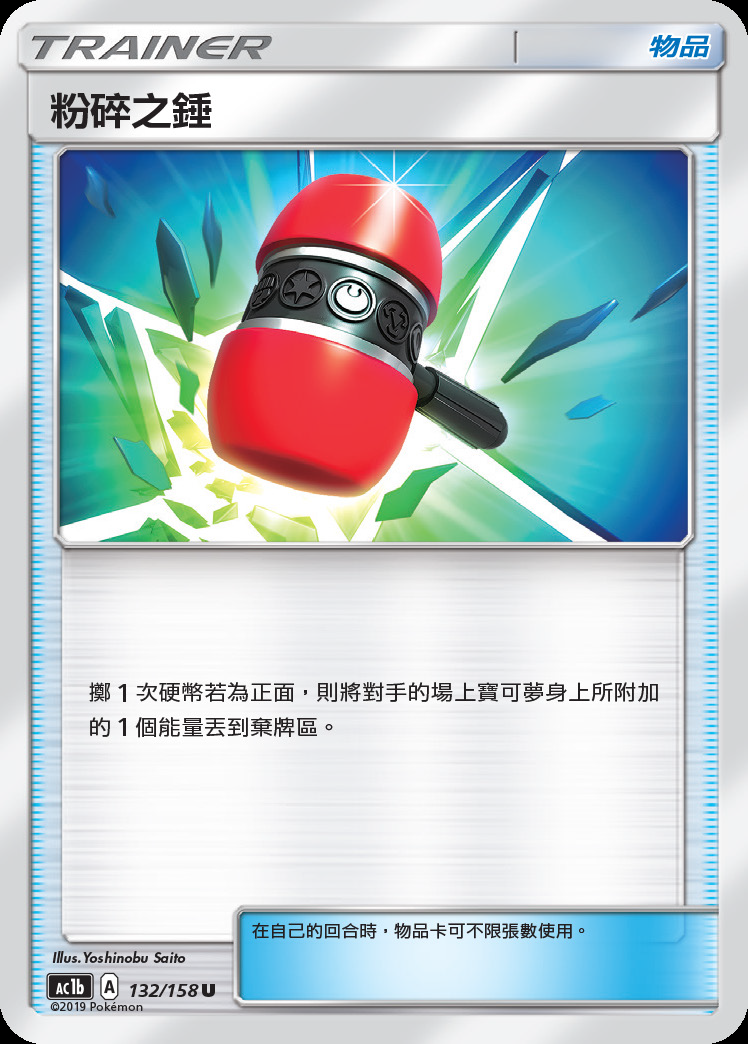 TRAINER
物品
粉碎之錘
擲 1 次硬幣若為正面，則將對手的場上寶可夢身上所附加
的 1 個能量丟到棄牌區。
在自己的回合時，物品卡可不限張數使用。
Illus. Yoshinobu Saito
AC1b A 132/158 U
©2019 Pokémon